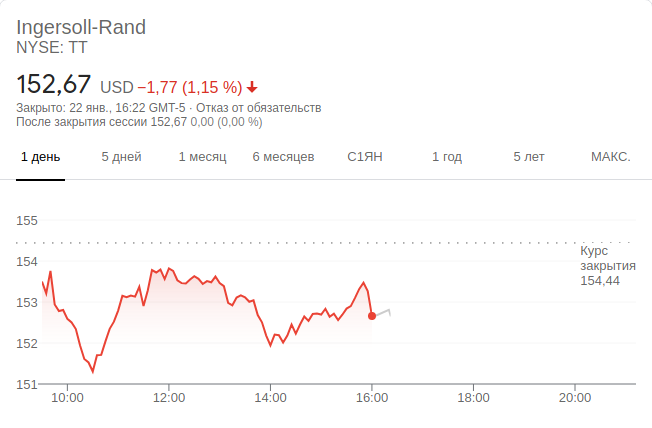 Ingersoll-Rand
NYSE: TT
152,67 USD −1,77 (1,15 %)
Закрыто: 22 янв., 16:22 GMT-5 · Отказ от обязательств
После закрытия сессии 152,67 0,00 (0,00 %)
1 день 5 дней 1 месяц 6 месяцев С1ЯН 1 год 5 лет МАКС.
155
154
153
152
151
Курс
закрытия
154,44
10:00 12:00 14:00 16:00 18:00 20:00